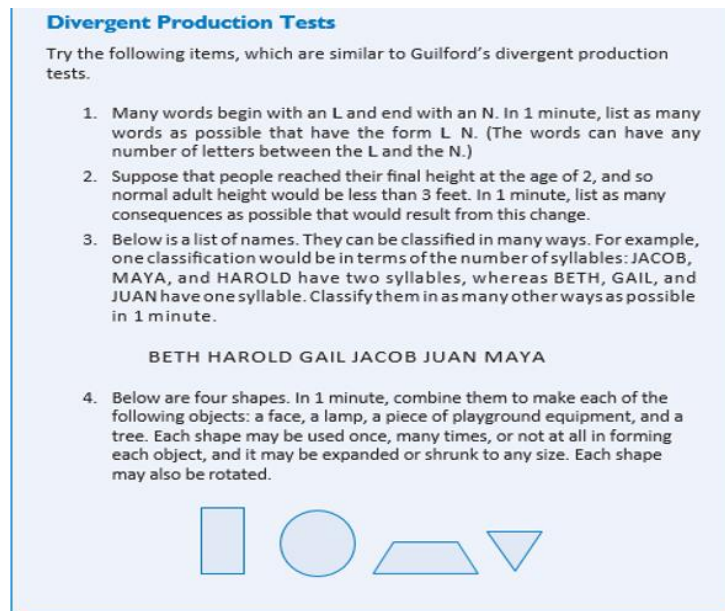 Divergent Production Tests
Try the following items, which are similar to Guilford's divergent production
tests.
1. Many words begin with an L and end with an N. In 1 minute, list as many
words as possible that have the form L N. (The words can have any
number of letters between the L and the N.)
2. Suppose that people reached their final height at the age of 2, and so
normal adult height would be less than 3 feet. In 1 minute, list as many
consequences as possible that would result from this change.
3. Below is a list of names. They can be classified in many ways. For example,
one classification would be in terms of the number of syllables: JACOB,
MAYA, and HAROLD have two syllables, whereas BETH, GAIL, and
JUAN have one syllable. Classify them in as many other ways as possible
in 1 minute.
BETH HAROLD GAIL JACOB JUAN MAYA
4. Below are four shapes. In 1 minute, combine them to make each of the
following objects: a face, a lamp, a piece of playground equipment, and a
tree. Each shape may be used once, many times, or not at all in forming
each object, and it may be expanded or shrunk to any size. Each shape
may also be rotated.